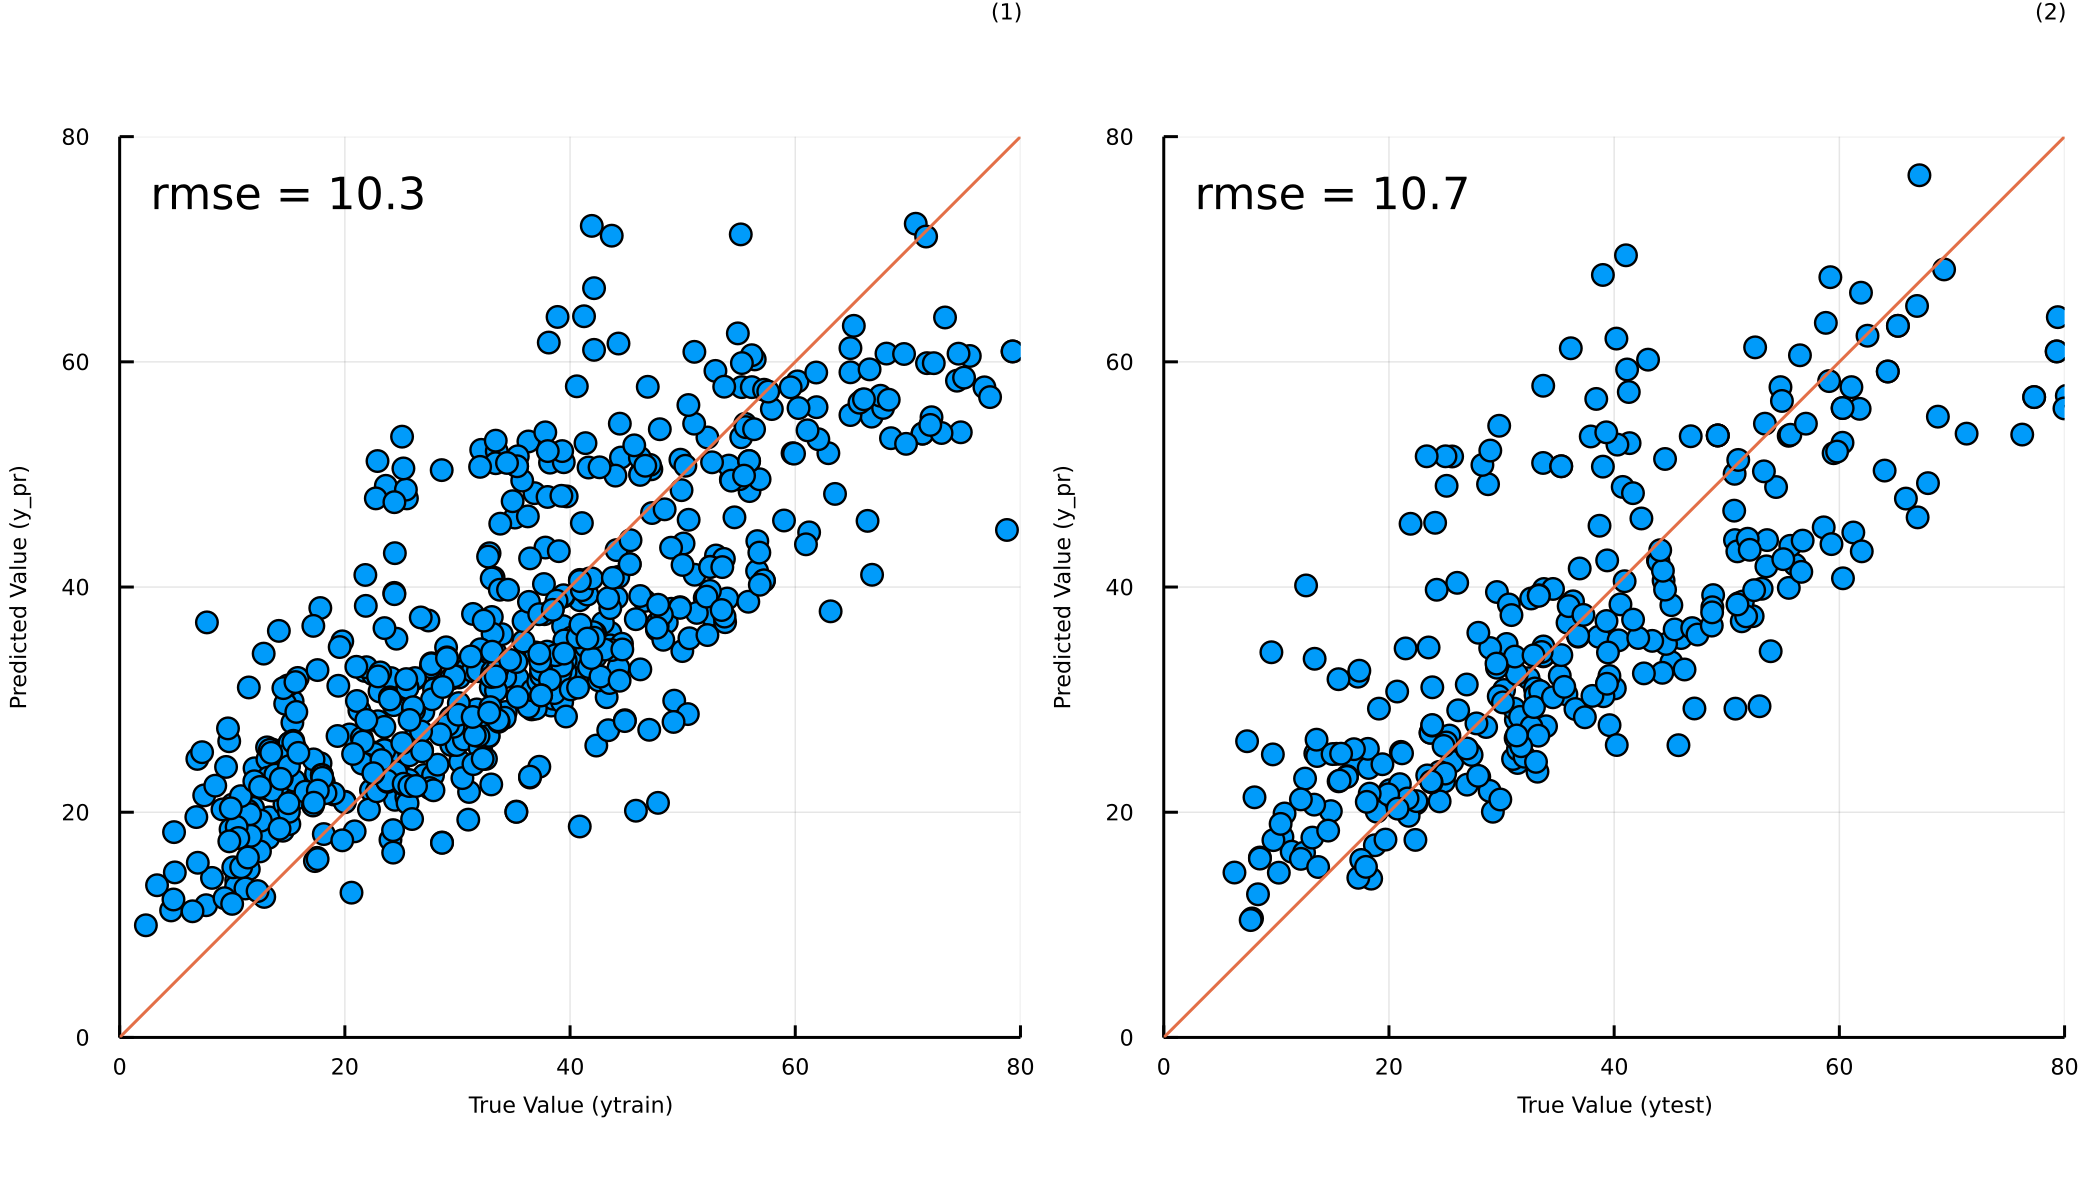 (1)
rmse = 10.3
80
60
40
20
0
0 20 40 60 80
True Value (ytrain)
Predicted Value (y_pr)
(2)
rmse = 10.7
80
60
40
20
0
0 20 40 60 80
True Value (ytest)
Predicted Value (y_pr)